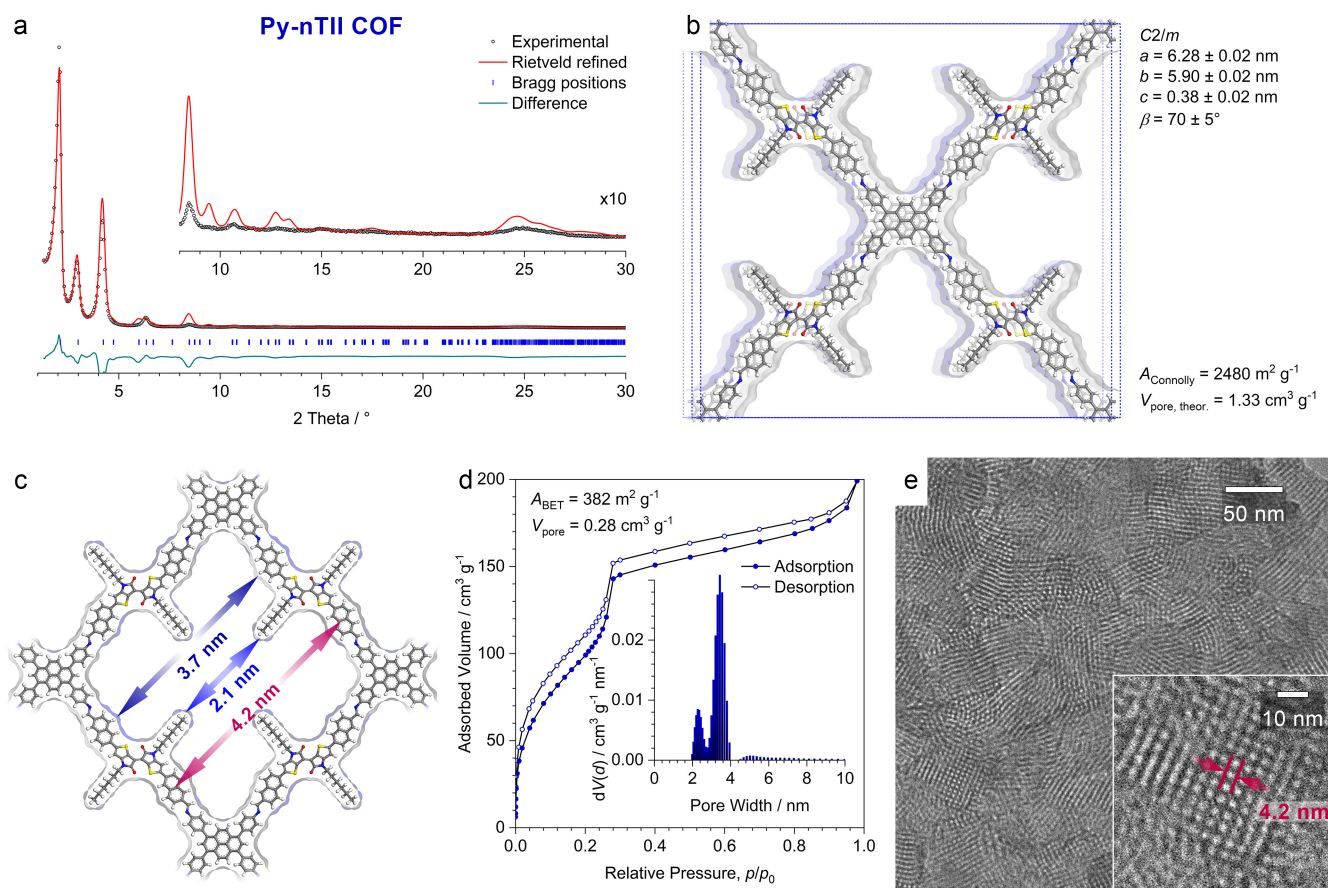 a
Py-nTII COF
Experimental
Rietveld refined
Bragg positions
Difference
x10
10 15 20 25 30
5 10 15 20 25 30
2 Theta / °
b
C2/m
a = 6.28 ± 0.02 nm
b = 5.90 ± 0.02 nm
c = 0.38 ± 0.02 nm
β = 70 ± 5°
A_Connolly = 2480 m² g⁻¹
V_pore, theor. = 1.33 cm³ g⁻¹
c
3.7 nm
2.1 nm
4.2 nm
d
A_BET = 382 m² g⁻¹
V_pore = 0.28 cm³ g⁻¹
Adsorption
Desorption
Adsorbed Volume / cm³ g⁻¹
200
150
100
50
0
0.0 0.2 0.4 0.6 0.8 1.0
Relative Pressure, p/p₀
dV(d) / (cm³ g⁻¹ nm⁻¹)
0.02
0.01
0.00
0 2 4 6 8 10
Pore Width / nm
e
50 nm
10 nm
4.2 nm